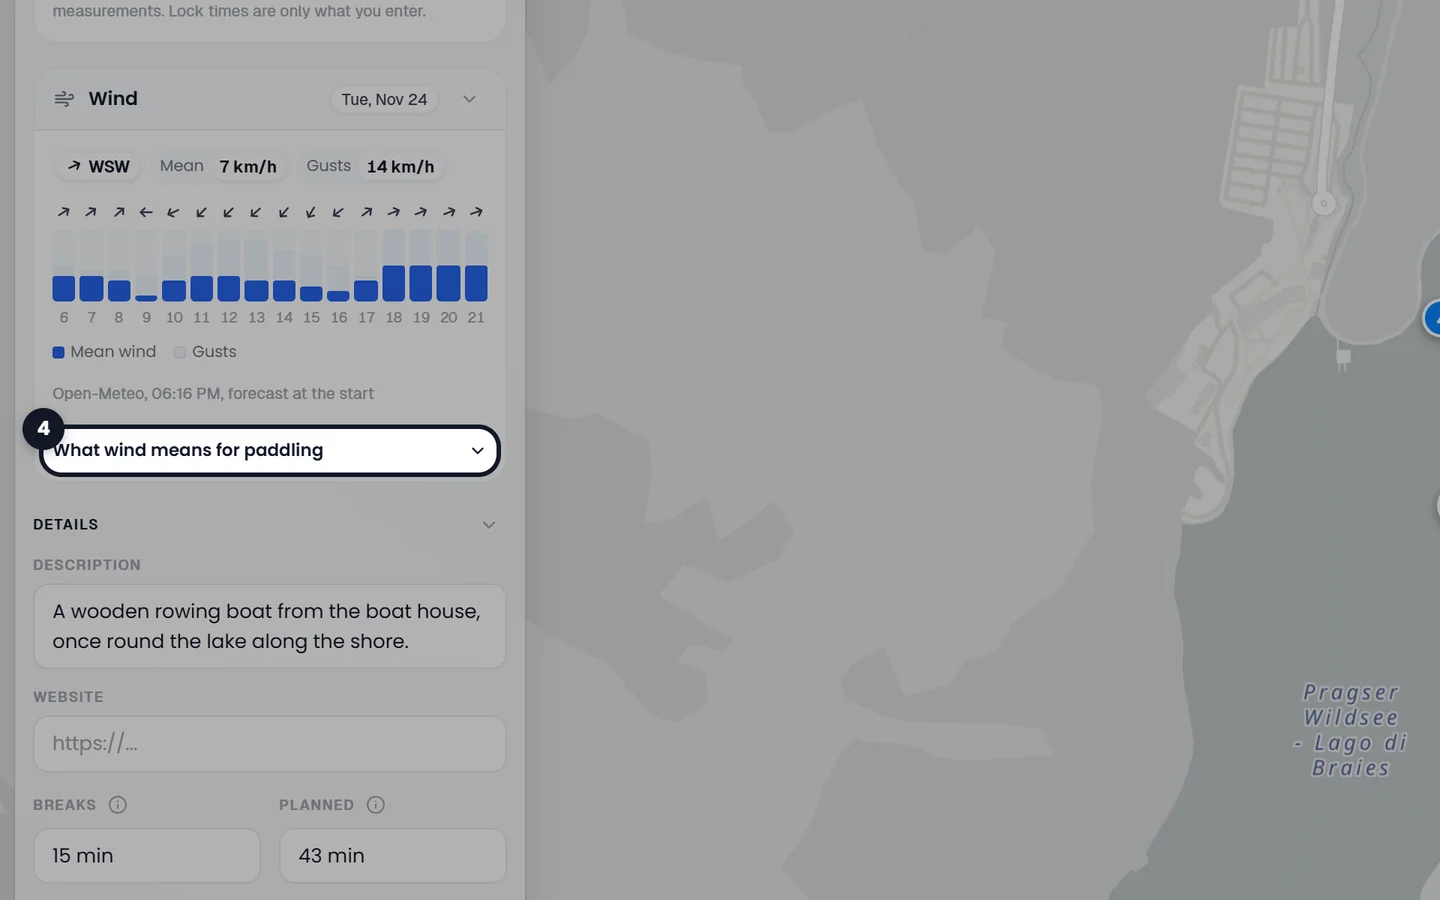 measurements. Lock times are only what you enter.
Wind
Tue, Nov 24
WSW
Mean 7 km/h
Gusts 14 km/h
6 7 8 9 10 11 12 13 14 15 16 17 18 19 20 21
Mean wind
Gusts
Open-Meteo, 06:16 PM, forecast at the start
4
What wind means for paddling
DETAILS
DESCRIPTION
A wooden rowing boat from the boat house,
once round the lake along the shore.
WEBSITE
https://...
BREAKS
PLANNED
15 min
43 min
Pragser
Wildsee
- Lago di
Braies